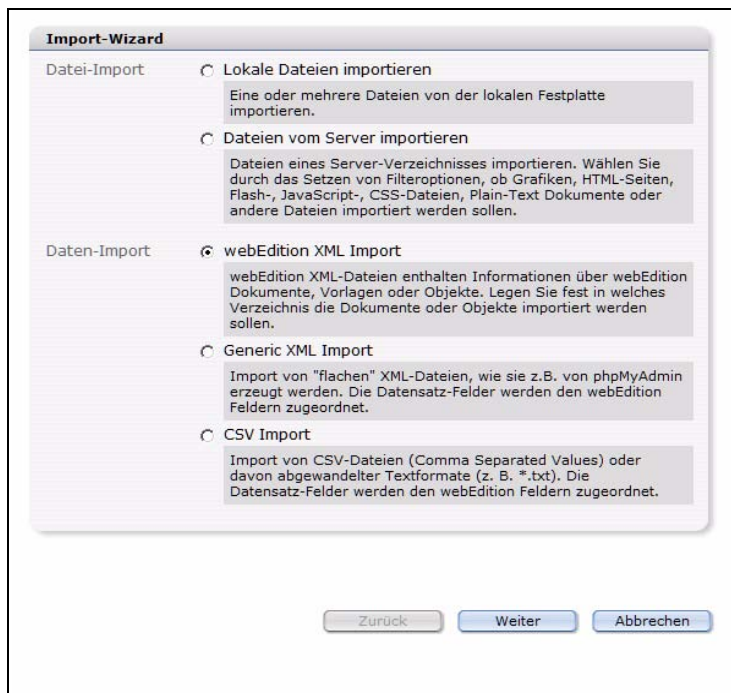 Import-Wizard
Datei-Import
Lokale Dateien importieren
Eine oder mehrere Dateien von der lokalen Festplatte
importieren.
Dateien vom Server importieren
Dateien eines Server-Verzeichnisses importieren. Wählen Sie
durch das Setzen von Filteroptionen, ob Grafiken, HTML-Seiten,
Flash-, JavaScript-, CSS-Dateien, Plain-Text Dokumente oder
andere Dateien importiert werden sollen.
Daten-Import
webEdition XML Import
webEdition XML-Dateien enthalten Informationen über webEdition
Dokumente, Vorlagen oder Objekte. Legen Sie fest in welches
Verzeichnis die Dokumente oder Objekte importiert werden
sollen.
Generic XML Import
Import von "flachen" XML-Dateien, wie sie z.B. von phpMyAdmin
erzeugt werden. Die Datensatz-Felder werden den webEdition
Feldern zugeordnet.
CSV Import
Import von CSV-Dateien (Comma Separated Values) oder
davon abgewandelter Textformate (z. B. *.txt). Die
Datensatz-Felder werden den webEdition Feldern zugeordnet.
Zurück
Weiter
Abbrechen